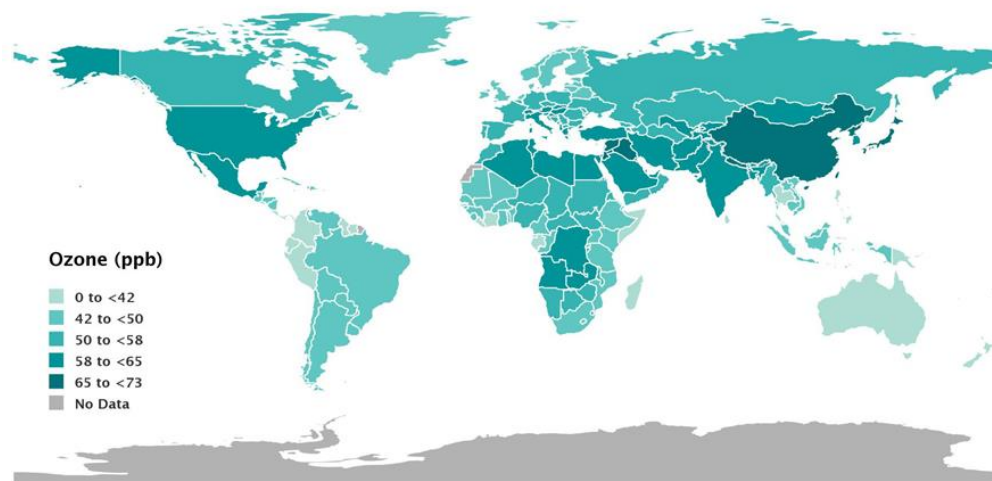 Ozone (ppb)
0 to <42
42 to <50
50 to <58
58 to <65
65 to <73
No Data